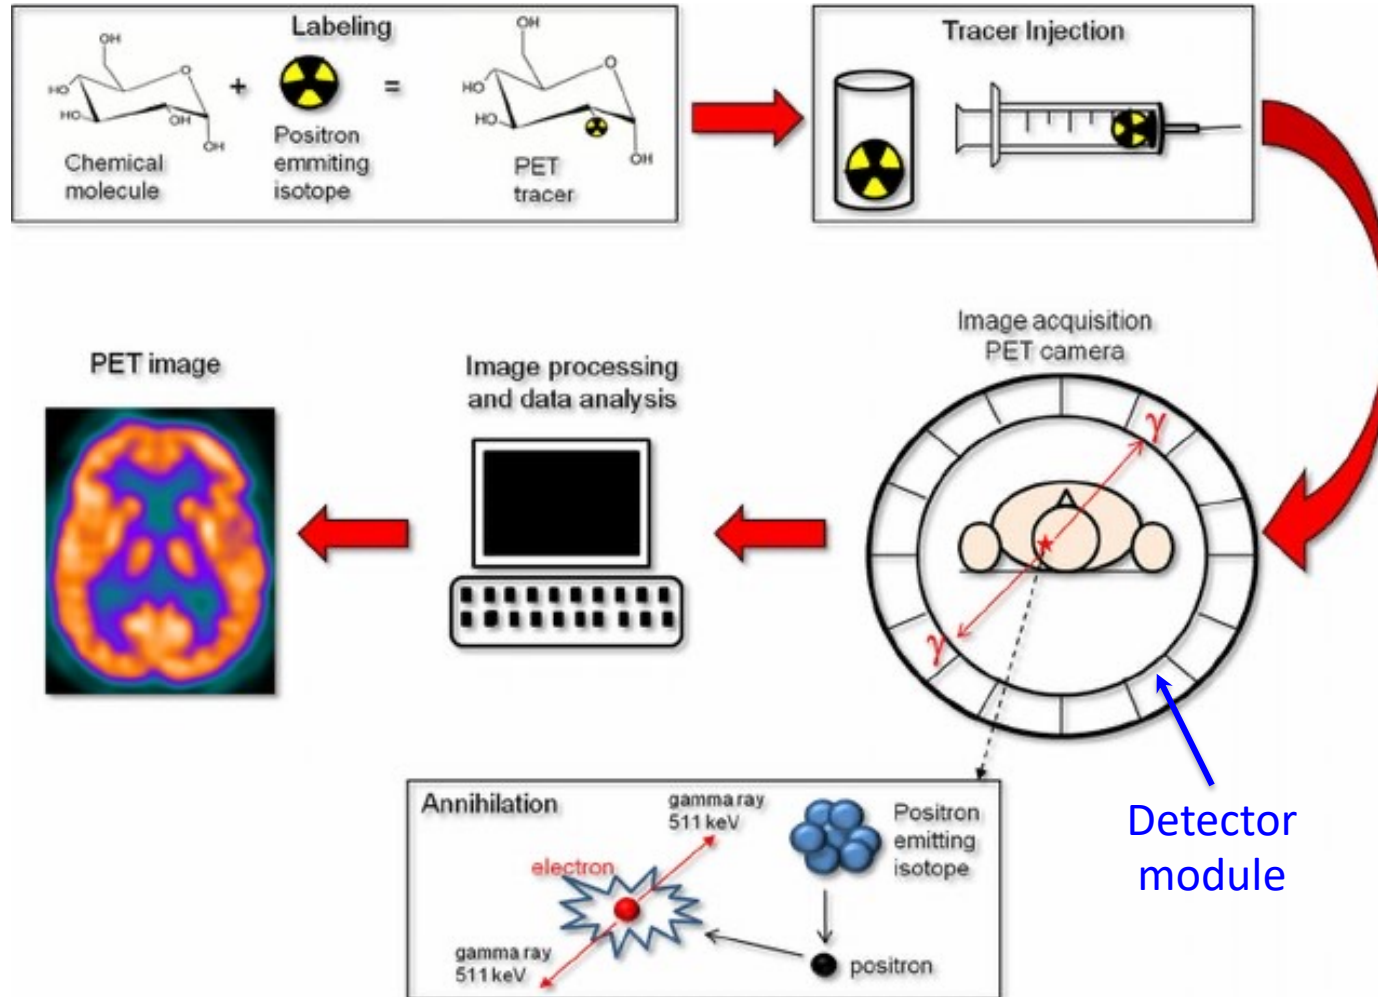 Labeling
OH
O
HO
HO
OH
OH
+
=
OH
O
HO
HO
OH
Chemical
molecule
Positron
emmiting
isotope
PET
tracer
Tracer Injection
Image acquisition
PET camera
γ
γ
Image processing
and data analysis
PET image
Detector
module
Annihilation
gamma ray
511 keV
electron
gamma ray
511 keV
Positron
emitting
isotope
positron